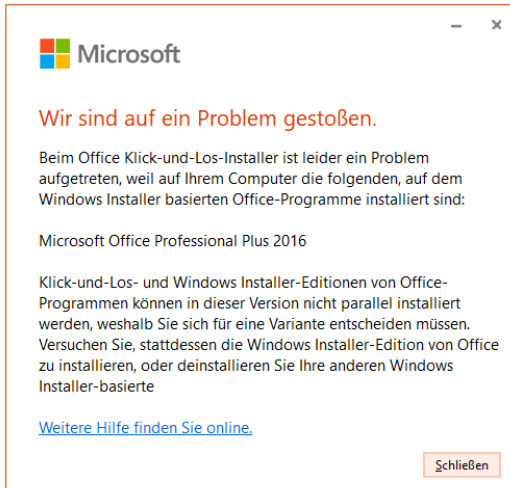 Microsoft
Wir sind auf ein Problem gestoßen.
Beim Office Klick-und-Los-Installer ist leider ein Problem
aufgetreten, weil auf Ihrem Computer die folgenden, auf dem
Windows Installer basierten Office-Programme installiert sind:
Microsoft Office Professional Plus 2016
Klick-und-Los- und Windows Installer-Editionen von Office-
Programmen können in dieser Version nicht parallel installiert
werden, weshalb Sie sich für eine Variante entscheiden müssen.
Versuchen Sie, stattdessen die Windows Installer-Edition von Office
zu installieren, oder deinstallieren Sie Ihre anderen Windows
Installer-basierte
Weitere Hilfe finden Sie online.
Schließen